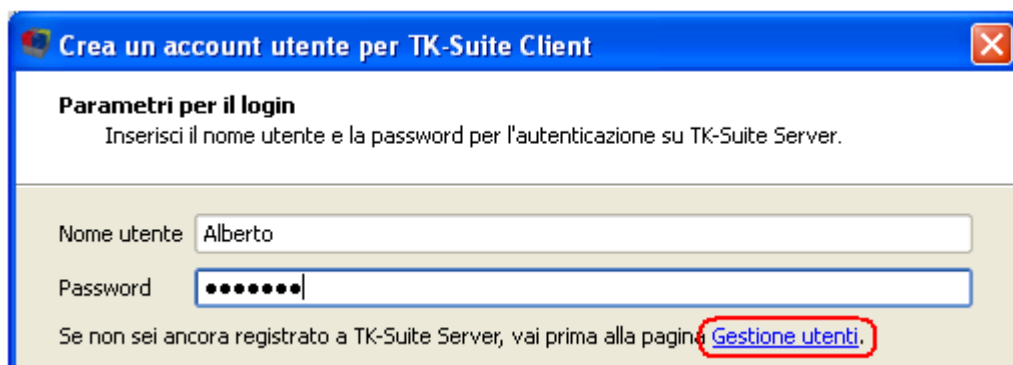 Crea un account utente per TK-Suite Client
Parametri per il login
Inserisci il nome utente e la password per l'autenticazione su TK-Suite Server.
Nome utente Alberto
Password ●●●●●●●
Se non sei ancora registrato a TK-Suite Server, vai prima alla pagina Gestione utenti.